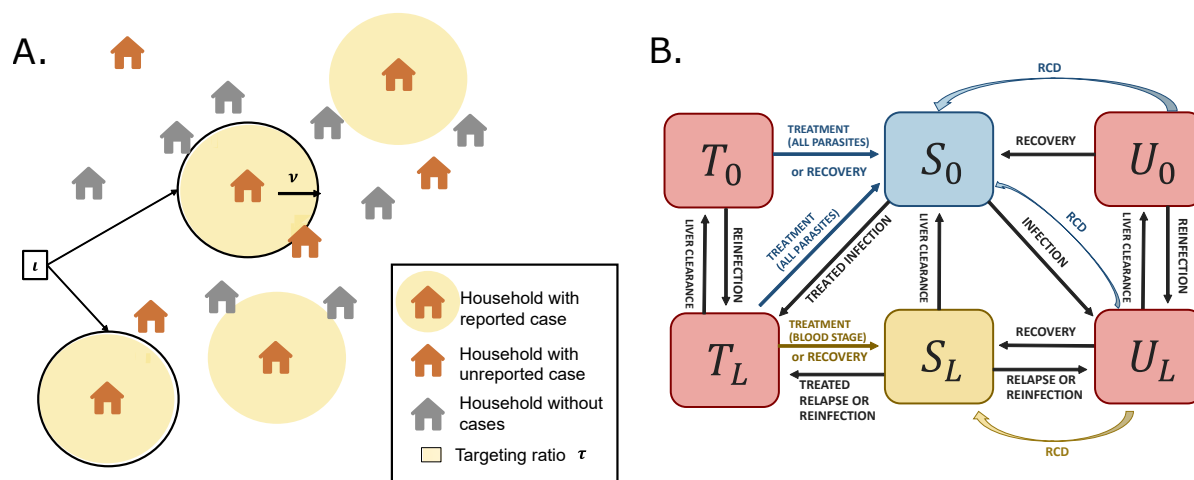 A.
ν
ι
Household with
reported case
Household with
unreported case
Household without
cases
Targeting ratio τ
B.
RCD
TREATMENT
(ALL PARASITES)
or RECOVERY
T0
S0
U0
RECOVERY
LIVER CLEARANCE
REINFECTION
TREATMENT
(ALL PARASITES)
TREATED INFECTION
LIVER CLEARANCE
INFECTION
RCD
LIVER CLEARANCE
REINFECTION
TREATMENT
(BLOOD STAGE)
or RECOVERY
TL
SL
UL
RECOVERY
TREATED
RELAPSE OR
REINFECTION
RELAPSE OR
REINFECTION
RCD